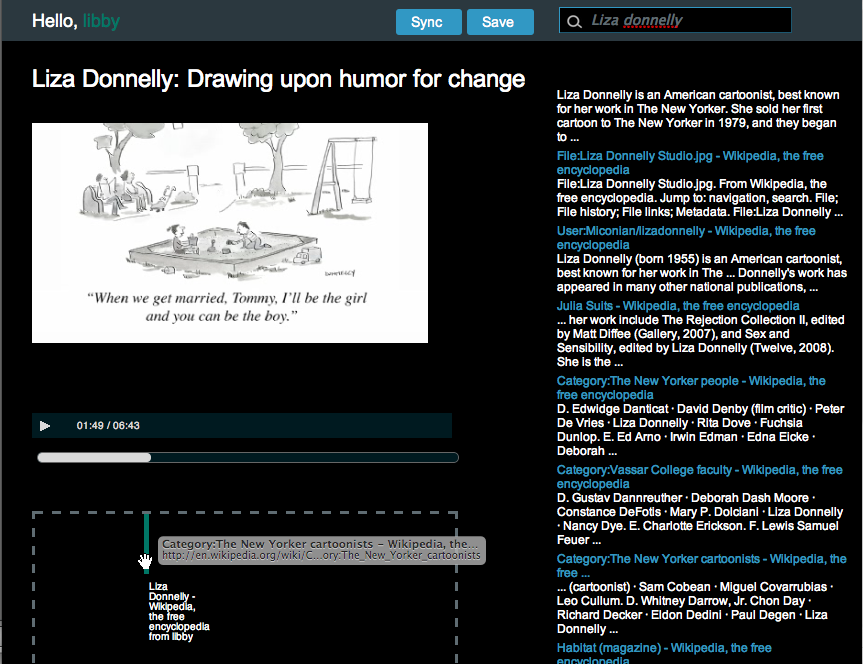 Hello, libby
Sync
Save
Liza donnelly
Liza Donnelly: Drawing upon humor for change
DONNELLY
“When we get married, Tommy, I’ll be the girl
and you can be the boy.”
01:49 / 06:43
Category:The New Yorker cartoonists – Wikipedia, the...
http://en.wikipedia.org/wiki/C...ory:The_New_Yorker_cartoonists
Liza
Donnelly -
Wikipedia,
the free
encyclopedia
from libby
Liza Donnelly is an American cartoonist, best known
for her work in The New Yorker. She sold her first
cartoon to The New Yorker in 1979, and they began
to ...
File:Liza Donnelly Studio.jpg - Wikipedia, the free
encyclopedia
File:Liza Donnelly Studio.jpg. From Wikipedia, the
free encyclopedia. Jump to: navigation, search. File;
File history; File links; Metadata. File:Liza Donnelly ...
User:Miconian/lizadonnelly - Wikipedia, the free
encyclopedia
Liza Donnelly (born 1955) is an American cartoonist,
best known for her work in The ... Donnelly's work has
appeared in many other national publications, ...
Julia Suits - Wikipedia, the free encyclopedia
... her work include The Rejection Collection II, edited
by Matt Diffee (Gallery, 2007), and Sex and
Sensibility, edited by Liza Donnelly (Twelve, 2008).
She is the ...
Category:The New Yorker people - Wikipedia, the
free encyclopedia
D. Edwidge Danticat · David Denby (film critic) · Peter
De Vries · Liza Donnelly · Rita Dove · Fuchsia
Dunlop. E. Ed Arno · Irwin Edman · Edna Eicke ·
Deborah ...
Category:Vassar College faculty - Wikipedia, the free
encyclopedia
D. Gustav Dannreuther · Deborah Dash Moore ·
Constance DeFotis · Mary P. Dolciani · Liza Donnelly
· Nancy Dye. E. Charlotte Erickson. F. Lewis Samuel
Feuer ...
Category:The New Yorker cartoonists - Wikipedia, the
free ...
... (cartoonist) · Sam Cobean · Miguel Covarrubias ·
Leo Cullum. D. Whitney Darrow, Jr. Chon Day ·
Richard Decker · Eldon Dedini · Paul Degen · Liza
Donnelly ...
Habitat (magazine) - Wikipedia, the free
encyclopedia